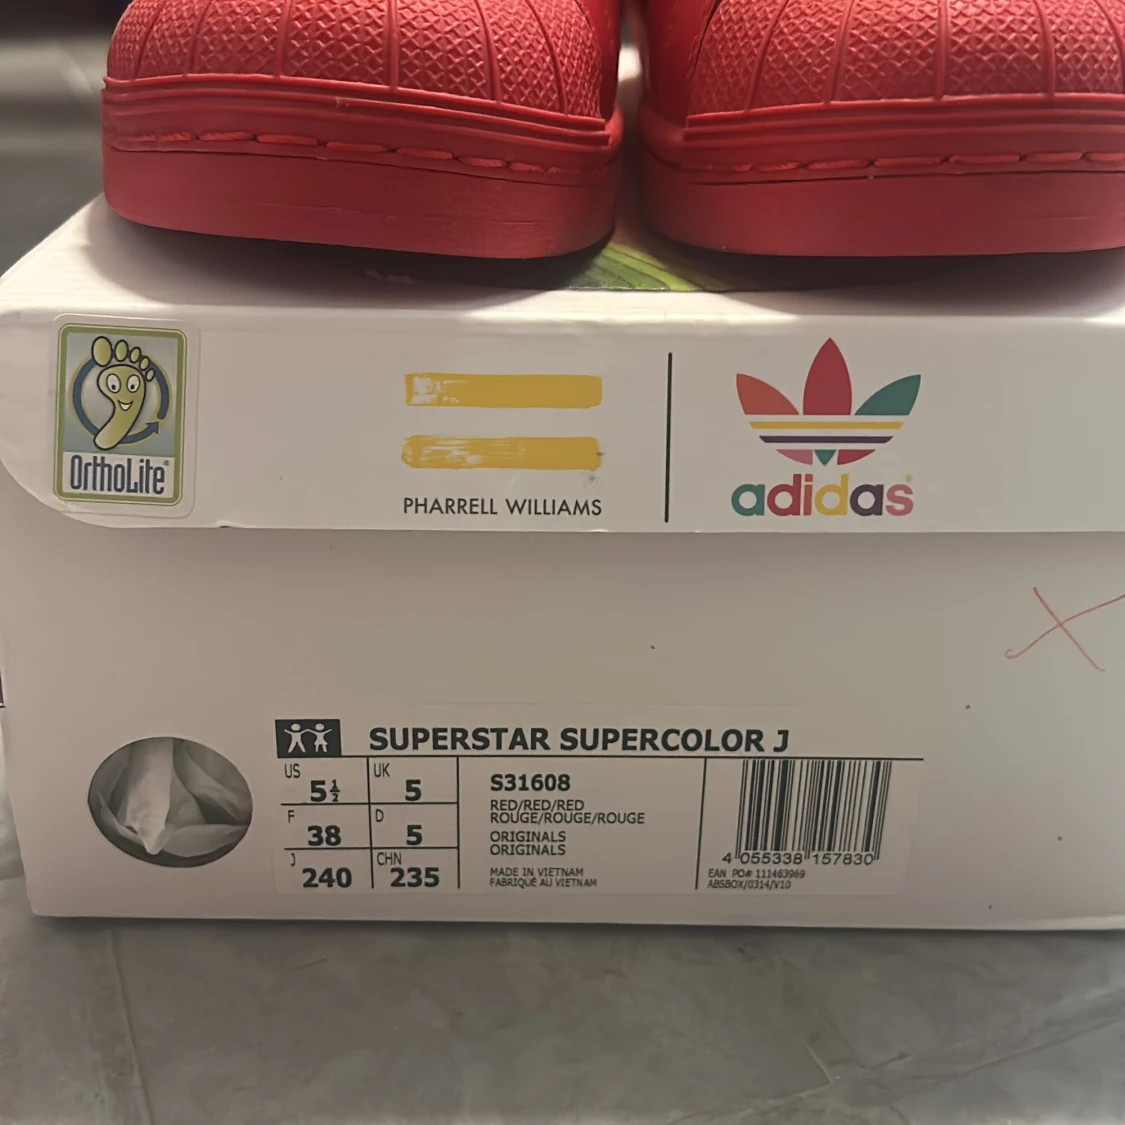 OrthoLite®
PHARRELL WILLIAMS
adidas
SUPERSTAR SUPERCOLOR J
US 5½
UK 5
F 38
D 5
J 240
CHN 235
S31608
RED/RED/RED
ROUGE/ROUGE/ROUGE
ORIGINALS
ORIGINALS
MADE IN VIETNAM
FABRIQUÉ AU VIETNAM
4 055338 157830
EAN PO# 111463969
ABSBOX/0314/V10